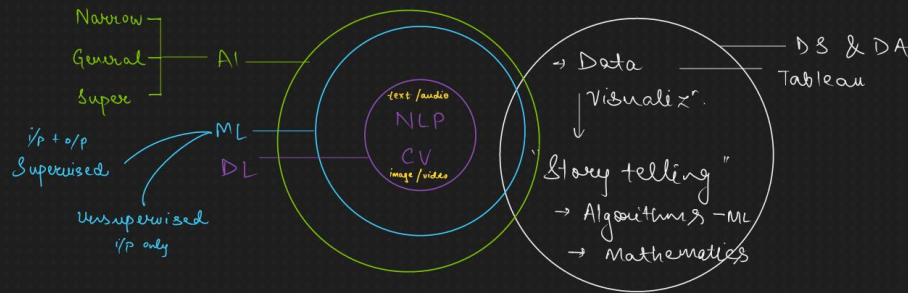 Narrow
General
Super
AI
i/p + o/p
Supervised
ML
DL
Unsupervised
i/p only
text/audio
NLP
CV
image/video
→ Data
Visualizn.
"Story telling"
→ Algorithms - ML
→ Mathematics
DS & DA
Tableau